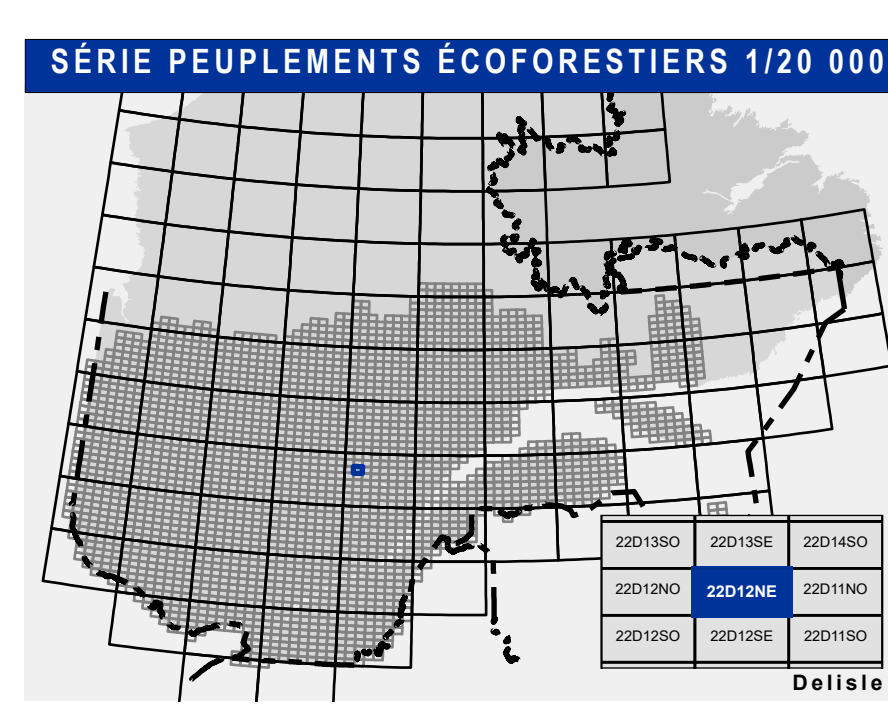 SÉRIE PEUPLEMENTS ÉCOFORESTIERS 1/20 000
22D13SO 22D13SE 22D14SO
22D12NO 22D12NE 22D11NO
22D12SO 22D12SE 22D11SO
Delisle